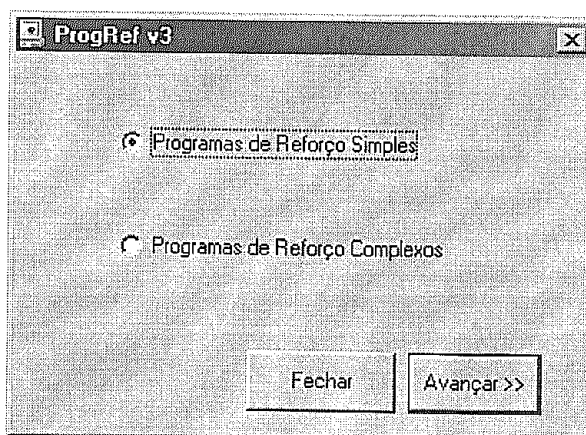 ProgRef v3
Programas de Reforço Simples
Programas de Reforço Complexos
Fechar
Avançar >>